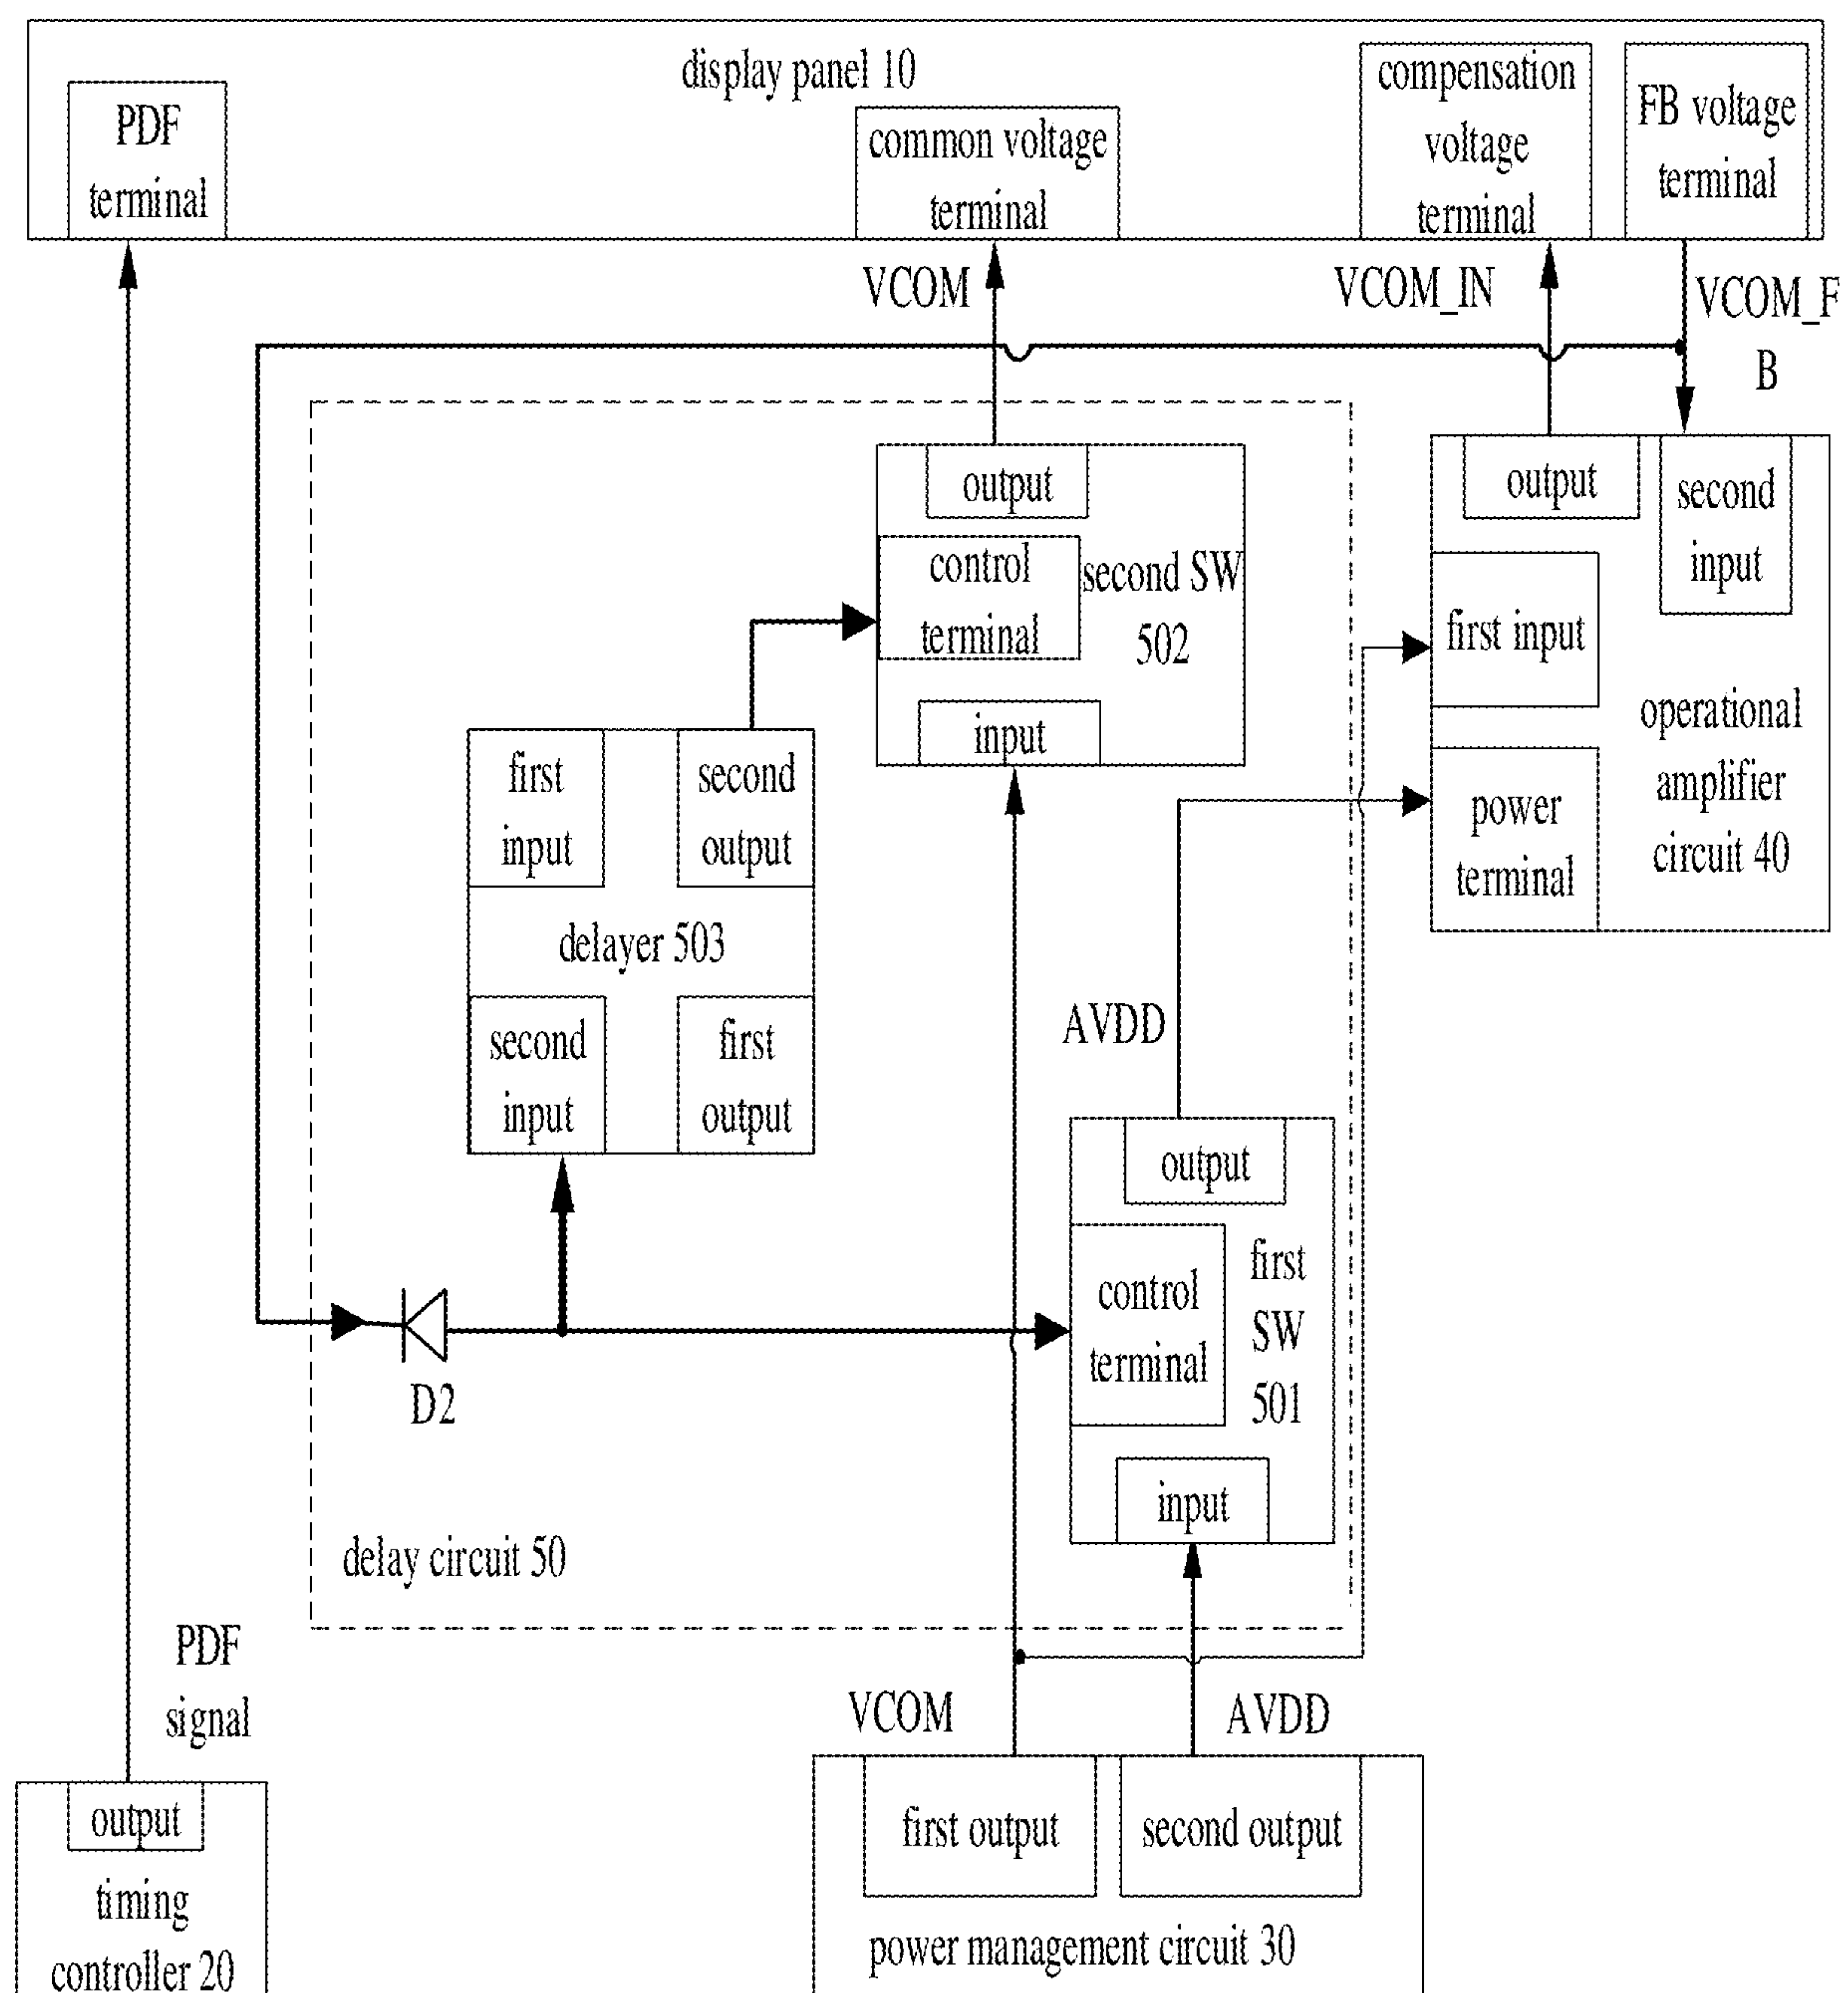 display panel 10
PDF
terminal
common voltage
terminal
compensation
voltage
terminal
FB voltage
terminal
VCOM
VCOM_IN
VCOM_F
B
output
control
terminal
second SW
502
input
output
second
input
first input
operational
amplifier
circuit 40
power
terminal
first
input
second
output
delayer 503
second
input
first
output
AVDD
output
control
terminal
first
SW
501
input
D2
delay circuit 50
PDF
signal
VCOM
AVDD
output
timing
controller 20
first output
second output
power management circuit 30